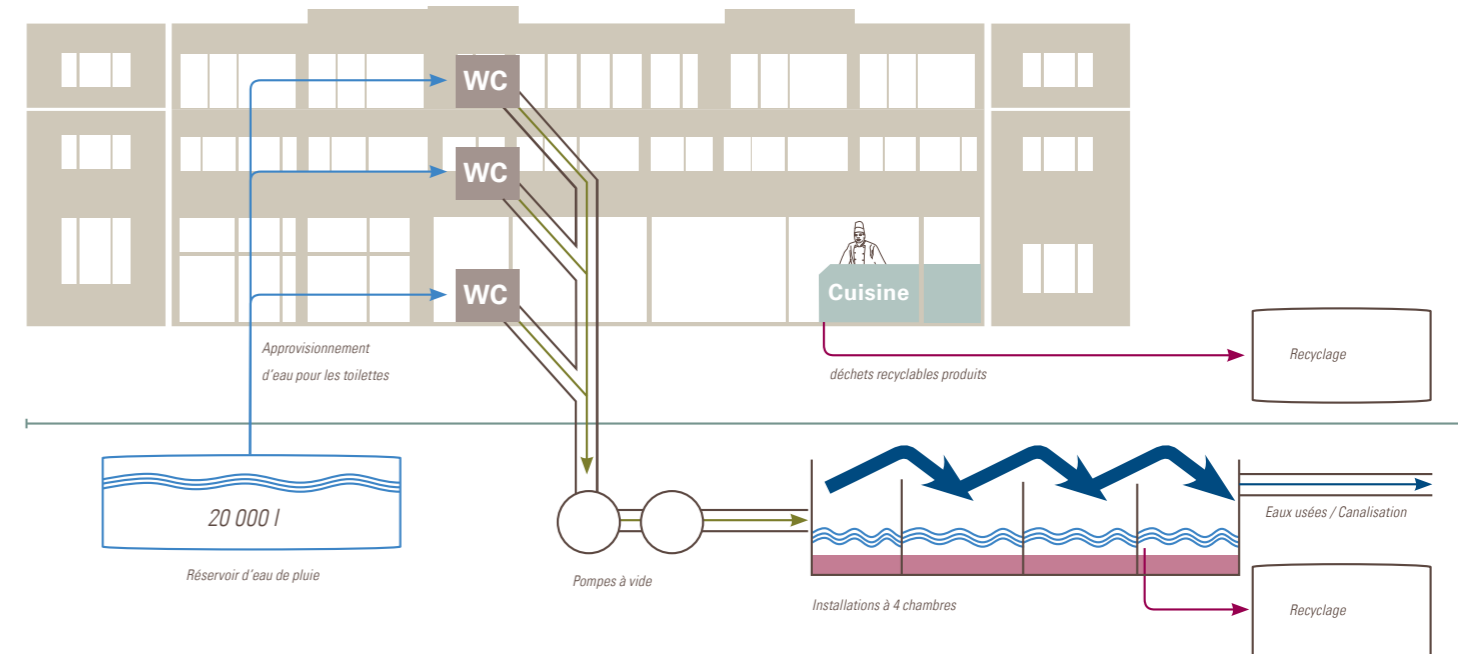 WC
WC
WC
Cuisine
Approvisionnement
d'eau pour les toilettes
déchets recyclables produits
Recyclage
20 000 l
Réservoir d'eau de pluie
Pompes à vide
Installations à 4 chambres
Eaux usées / Canalisation
Recyclage